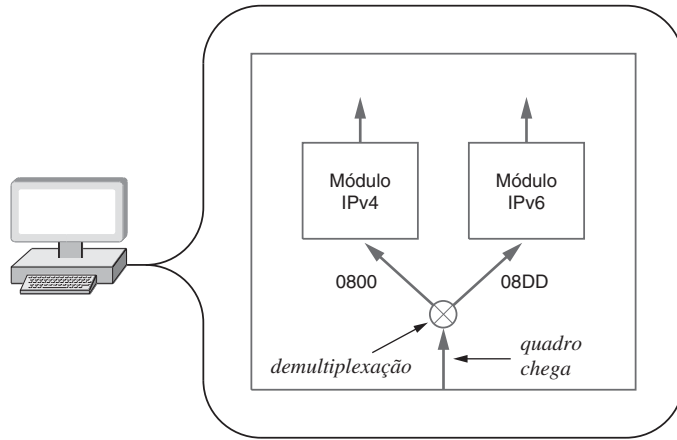 Módulo
IPv4
Módulo
IPv6
0800
08DD
demultiplexação
quadro
chega